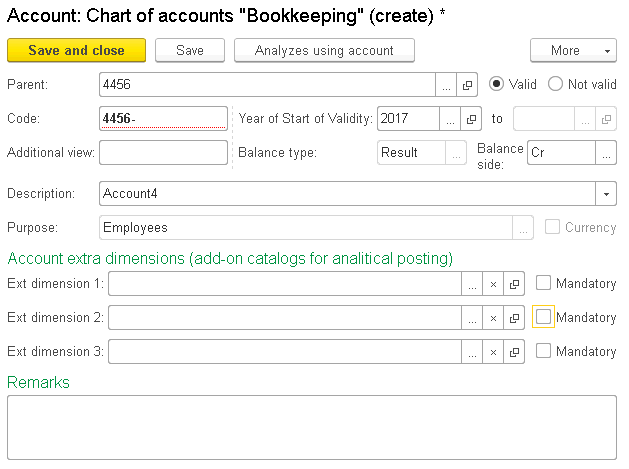 Account: Chart of accounts "Bookkeeping" (create) *
Save and close Save Analyzes using account More
Parent: 4456 ... Valid Not valid
Code: 4456- Year of Start of Validity: 2017 ... to ...
Additional view: Balance type: Result ... Balance side: Cr ...
Description: Account4
Purpose: Employees ... Currency
Account extra dimensions (add-on catalogs for analitical posting)
Ext dimension 1: ... × Mandatory
Ext dimension 2: ... × Mandatory
Ext dimension 3: ... × Mandatory
Remarks